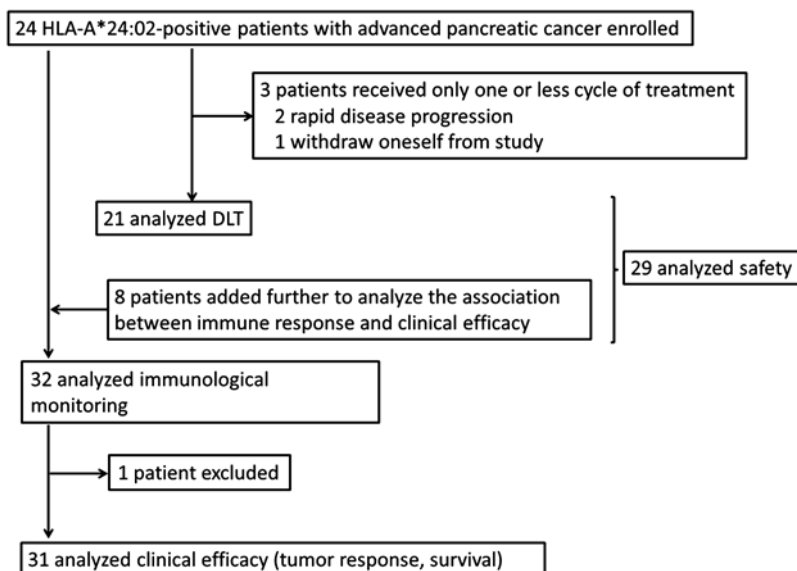 24 HLA-A*24:02-positive patients with advanced pancreatic cancer enrolled
3 patients received only one or less cycle of treatment
2 rapid disease progression
1 withdraw oneself from study
21 analyzed DLT
29 analyzed safety
8 patients added further to analyze the association
between immune response and clinical efficacy
32 analyzed immunological
monitoring
1 patient excluded
31 analyzed clinical efficacy (tumor response, survival)